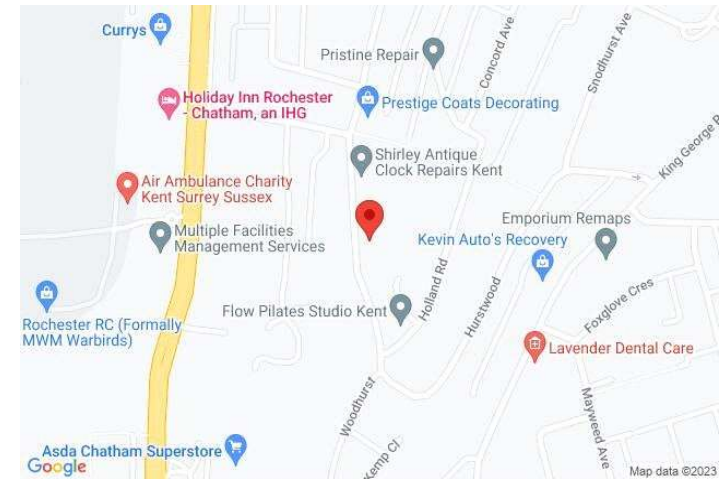 Currys
Pristine Repair
Concord Ave
Snodhurst Ave
Holiday Inn Rochester
- Chatham, an IHG
Prestige Coats Decorating
King George R
Shirley Antique
Clock Repairs Kent
Air Ambulance Charity
Kent Surrey Sussex
Multiple Facilities
Management Services
Emporium Remaps
Kevin Auto's Recovery
Holland Rd
Hurstwood
Foxglove Cres
Flow Pilates Studio Kent
Rochester RC (Formally
MWM Warbirds)
Lavender Dental Care
Woodhurst
Mayweed Ave
Kemp Cl
Asda Chatham Superstore
Google
Map data ©2023